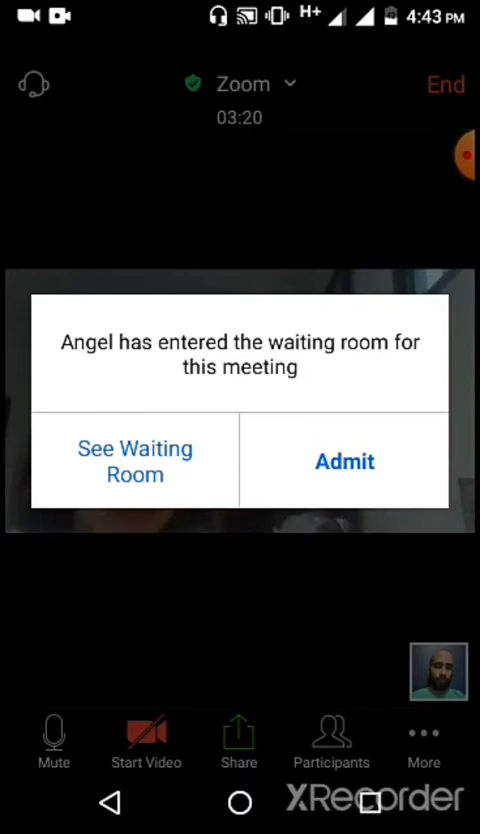 H+ 4:43 PM
Zoom
End
03:20
Angel has entered the waiting room for
this meeting
See Waiting
Room
Admit
Mute
Start Video
Share
Participants
More
XRecorder